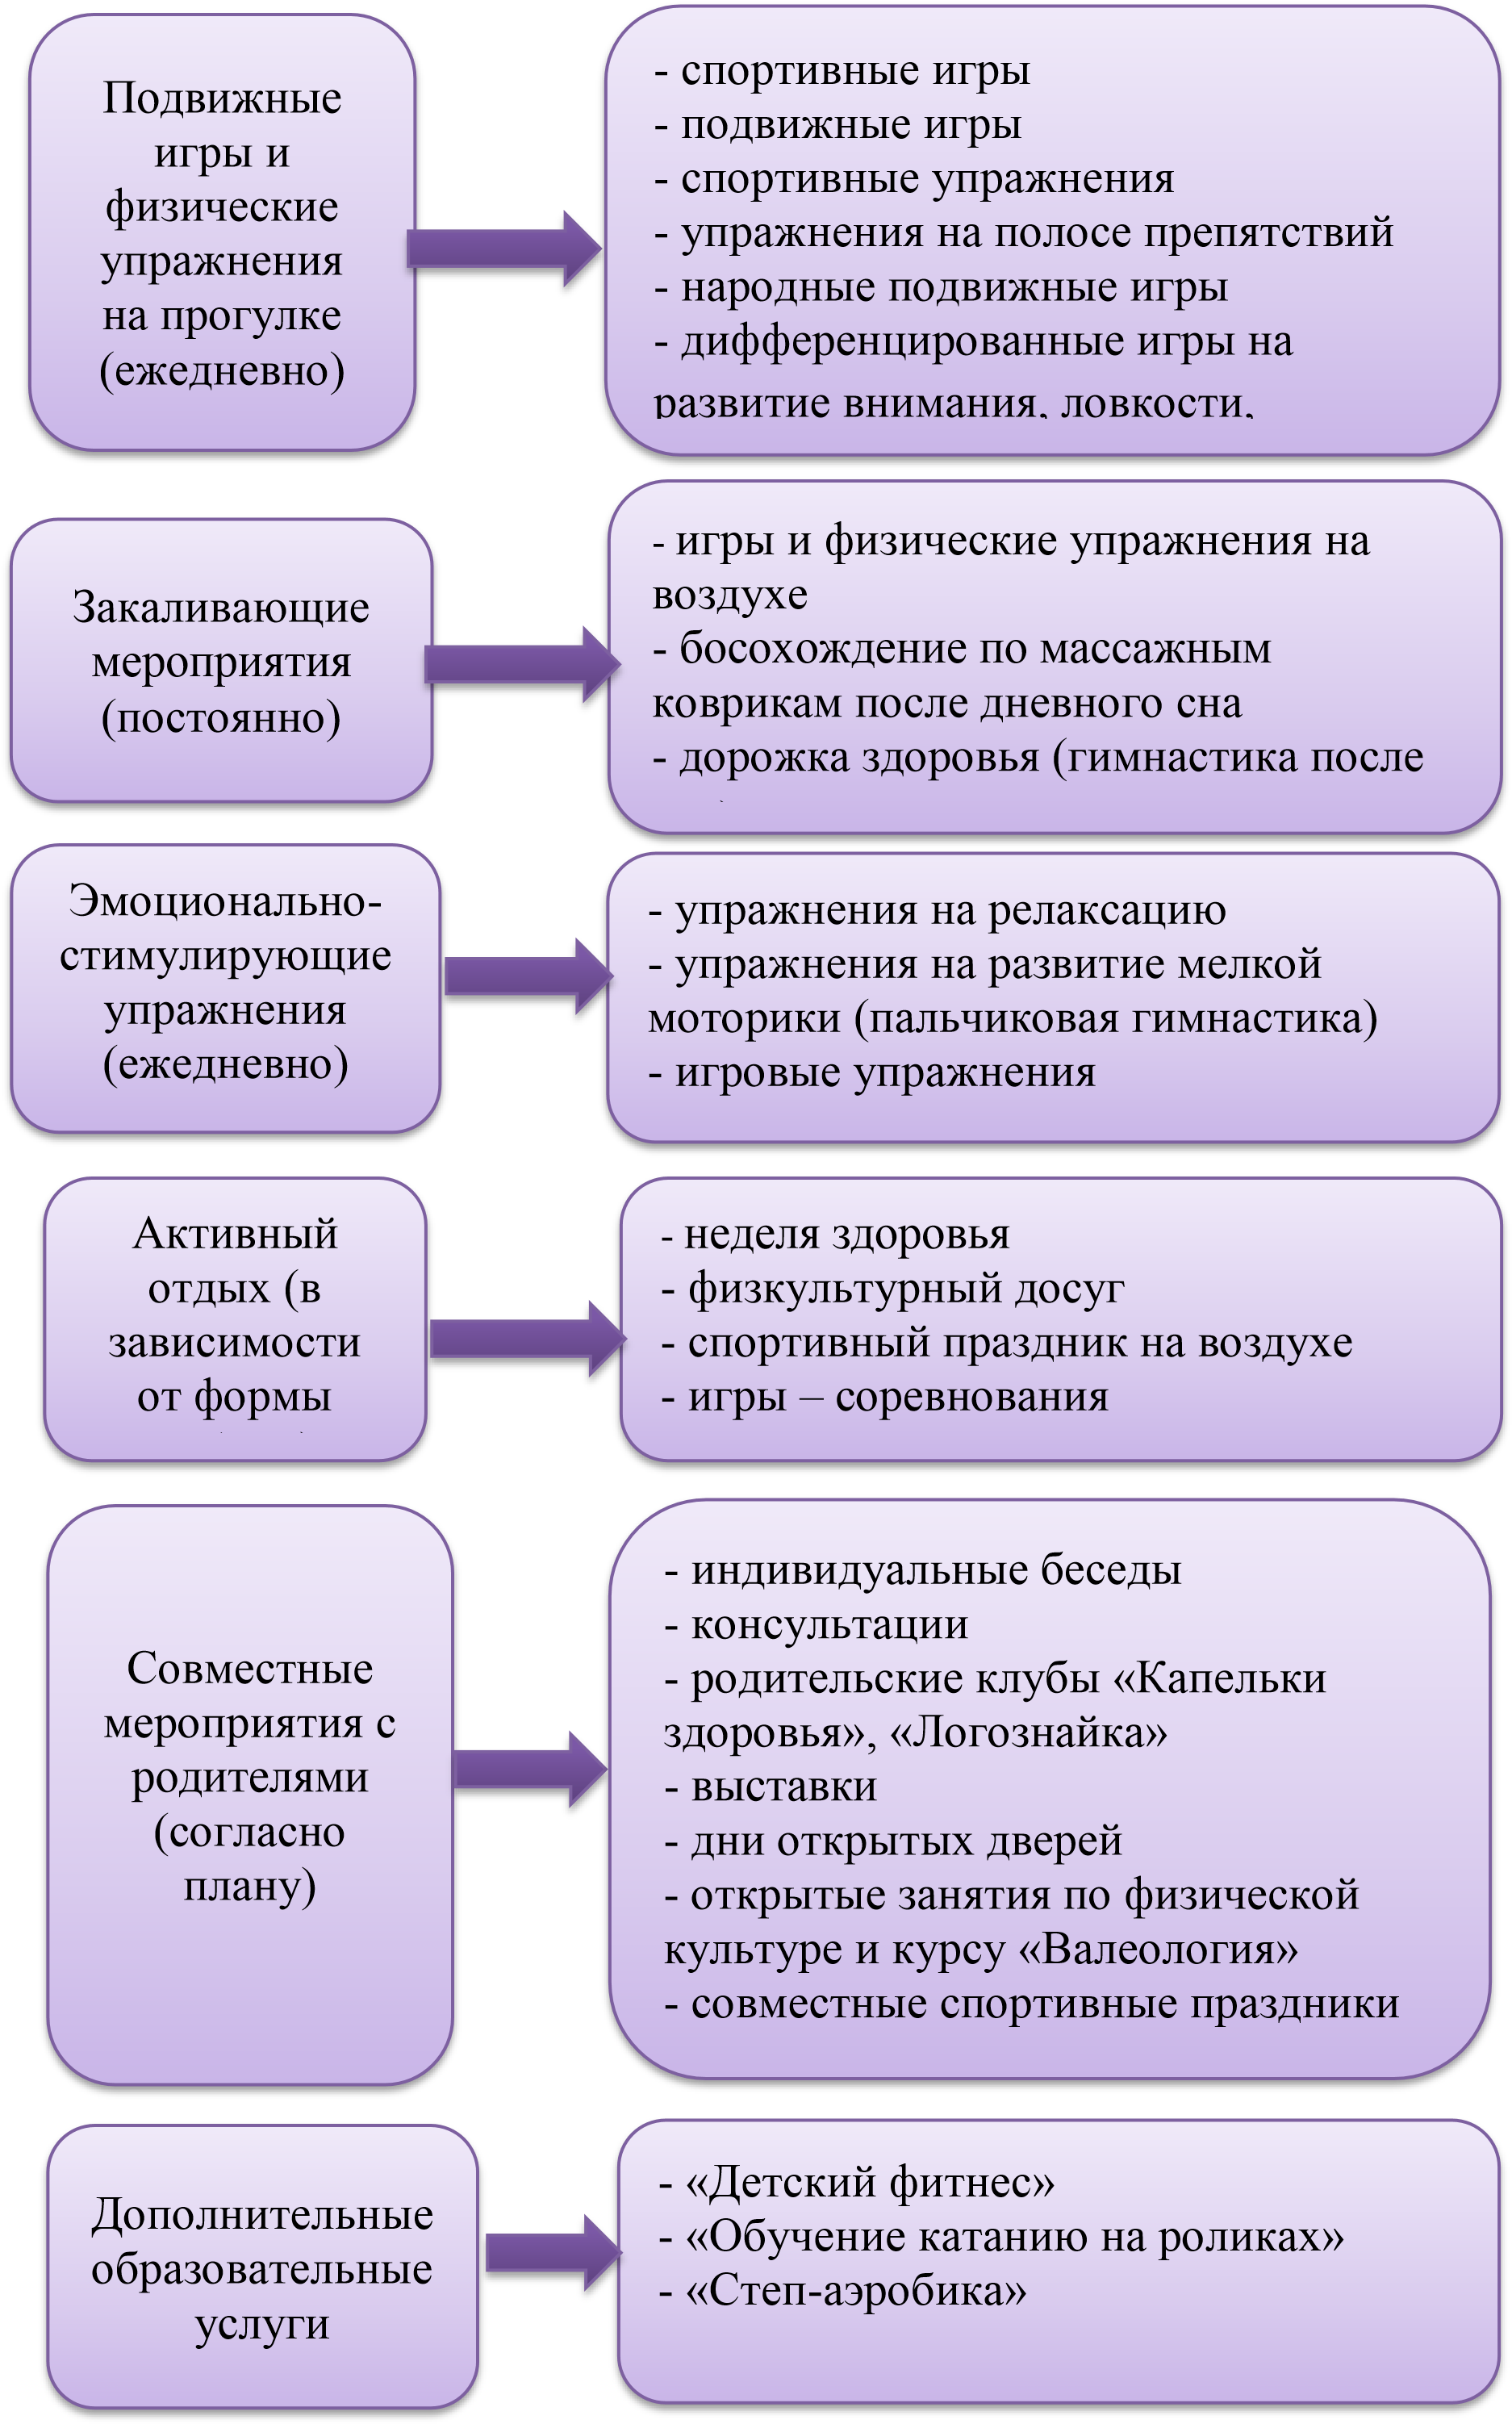 Подвижные
игры и
физические
упражнения
на прогулке
(ежедневно)
- спортивные игры
- подвижные игры
- спортивные упражнения
- упражнения на полосе препятствий
- народные подвижные игры
- дифференцированные игры на
развитие внимания, ловкости,
Закаливающие
мероприятия
(постоянно)
- игры и физические упражнения на
воздухе
- босохождение по массажным
коврикам после дневного сна
- дорожка здоровья (гимнастика после
Эмоционально-
стимулирующие
упражнения
(ежедневно)
- упражнения на релаксацию
- упражнения на развитие мелкой
моторики (пальчиковая гимнастика)
- игровые упражнения
Активный
отдых (в
зависимости
от формы
- неделя здоровья
- физкультурный досуг
- спортивный праздник на воздухе
- игры – соревнования
Совместные
мероприятия с
родителями
(согласно
плану)
- индивидуальные беседы
- консультации
- родительские клубы «Капельки
здоровья», «Логознайка»
- выставки
- дни открытых дверей
- открытые занятия по физической
культуре и курсу «Валеология»
- совместные спортивные праздники
Дополнительные
образовательные
услуги
- «Детский фитнес»
- «Обучение катанию на роликах»
- «Степ-аэробика»